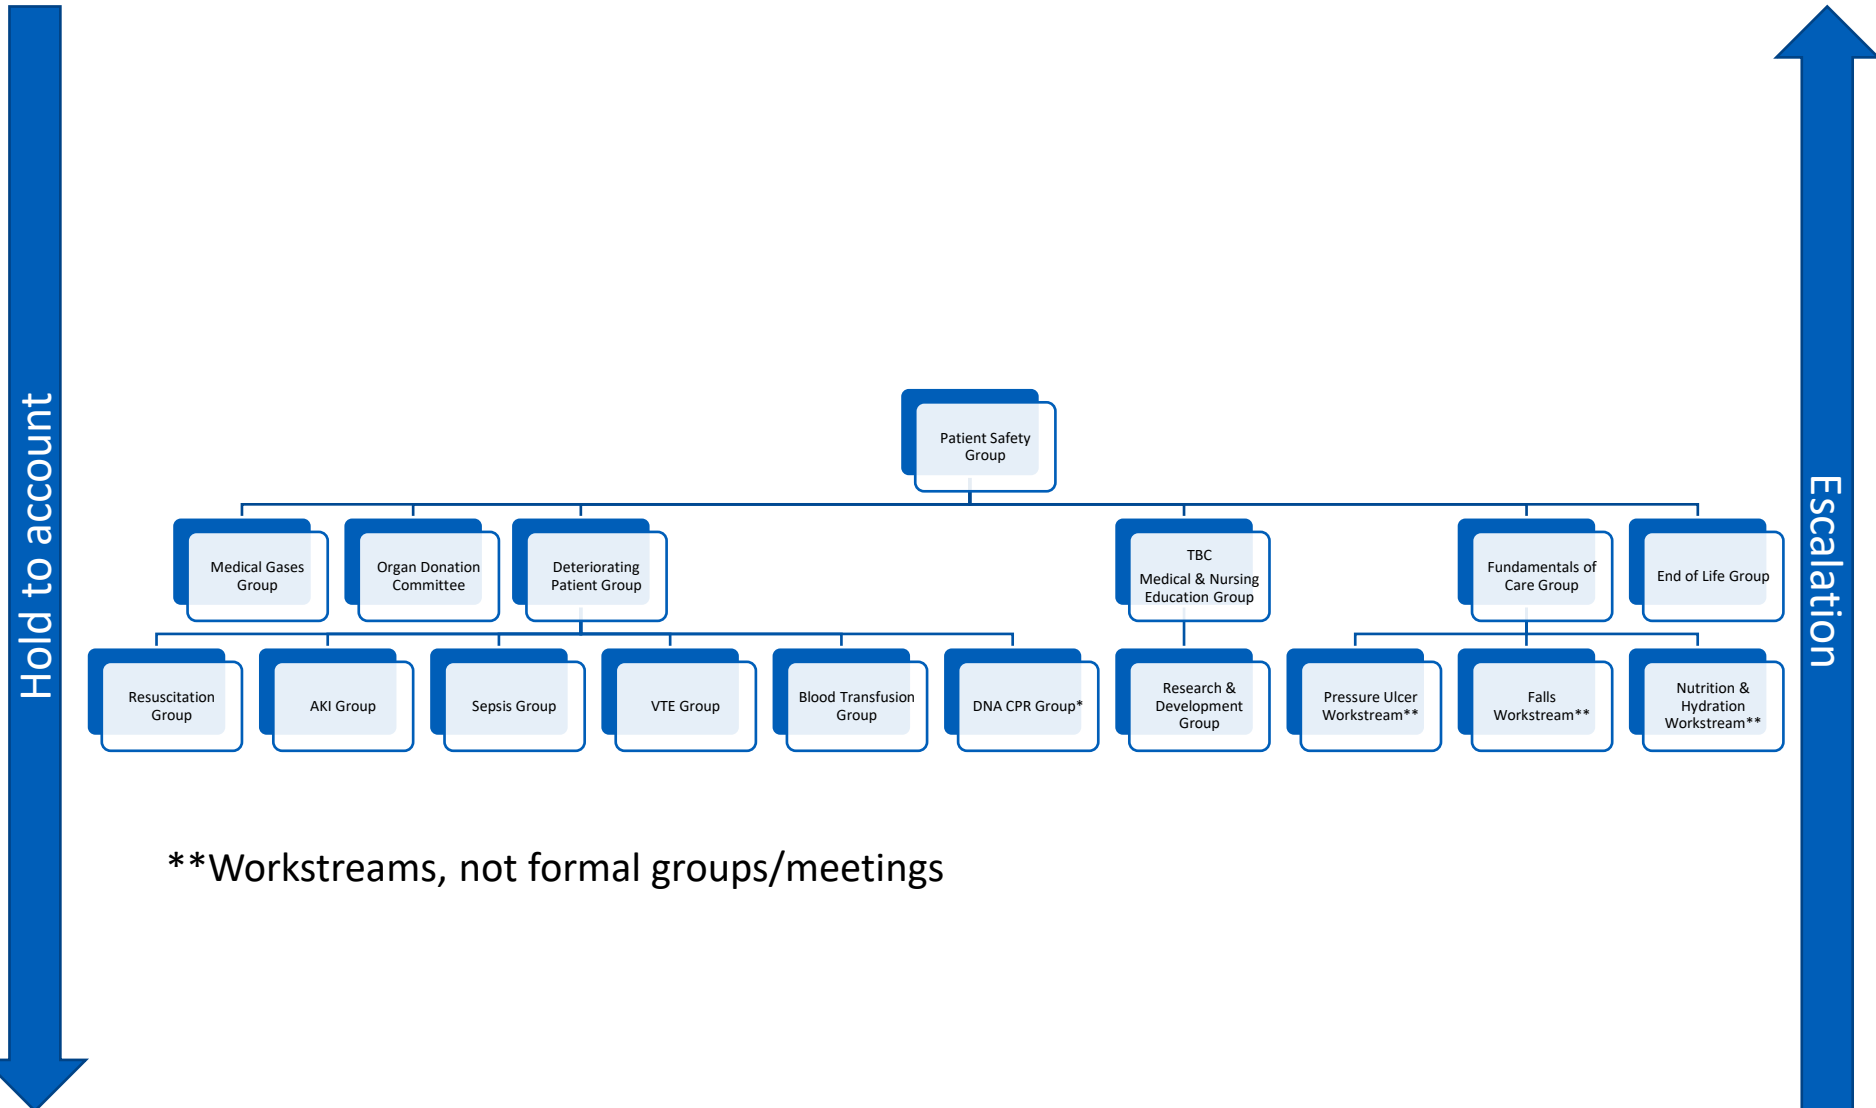 Hold to account
Patient Safety
Group
Medical Gases
Group
Organ Donation
Committee
Deteriorating
Patient Group
TBC
Medical & Nursing
Education Group
Fundamentals of
Care Group
End of Life Group
Resuscitation
Group
AKI Group
Sepsis Group
VTE Group
Blood Transfusion
Group
DNA CPR Group*
Research &
Development
Group
Pressure Ulcer
Workstream**
Falls
Workstream**
Nutrition &
Hydration
Workstream**
Escalation
**Workstreams, not formal groups/meetings